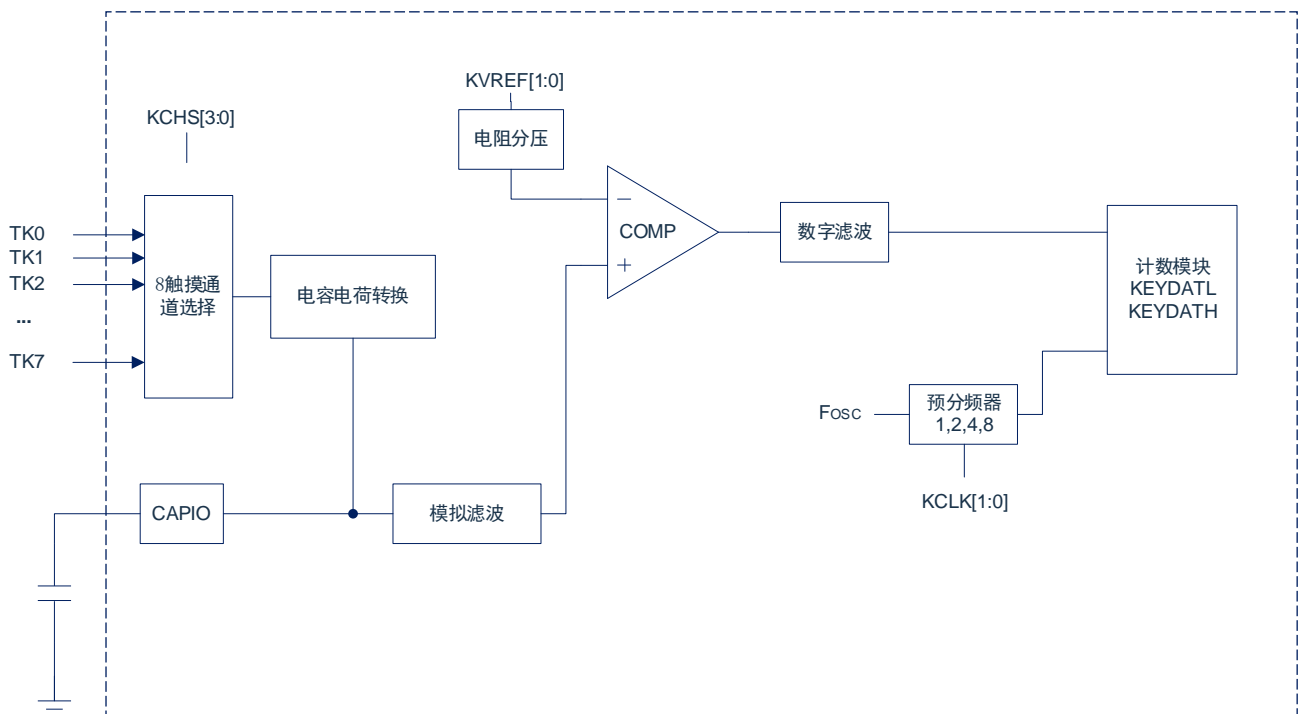 KVREF[1:0]
KCHS[3:0]
电阻分压
TK0
TK1
TK2
...
TK7
8触摸通
道选择
电容电荷转换
COMP
数字滤波
计数模块
KEYDATL
KEYDATH
Fosc
预分频器
1,2,4,8
KCLK[1:0]
CAPIO
模拟滤波